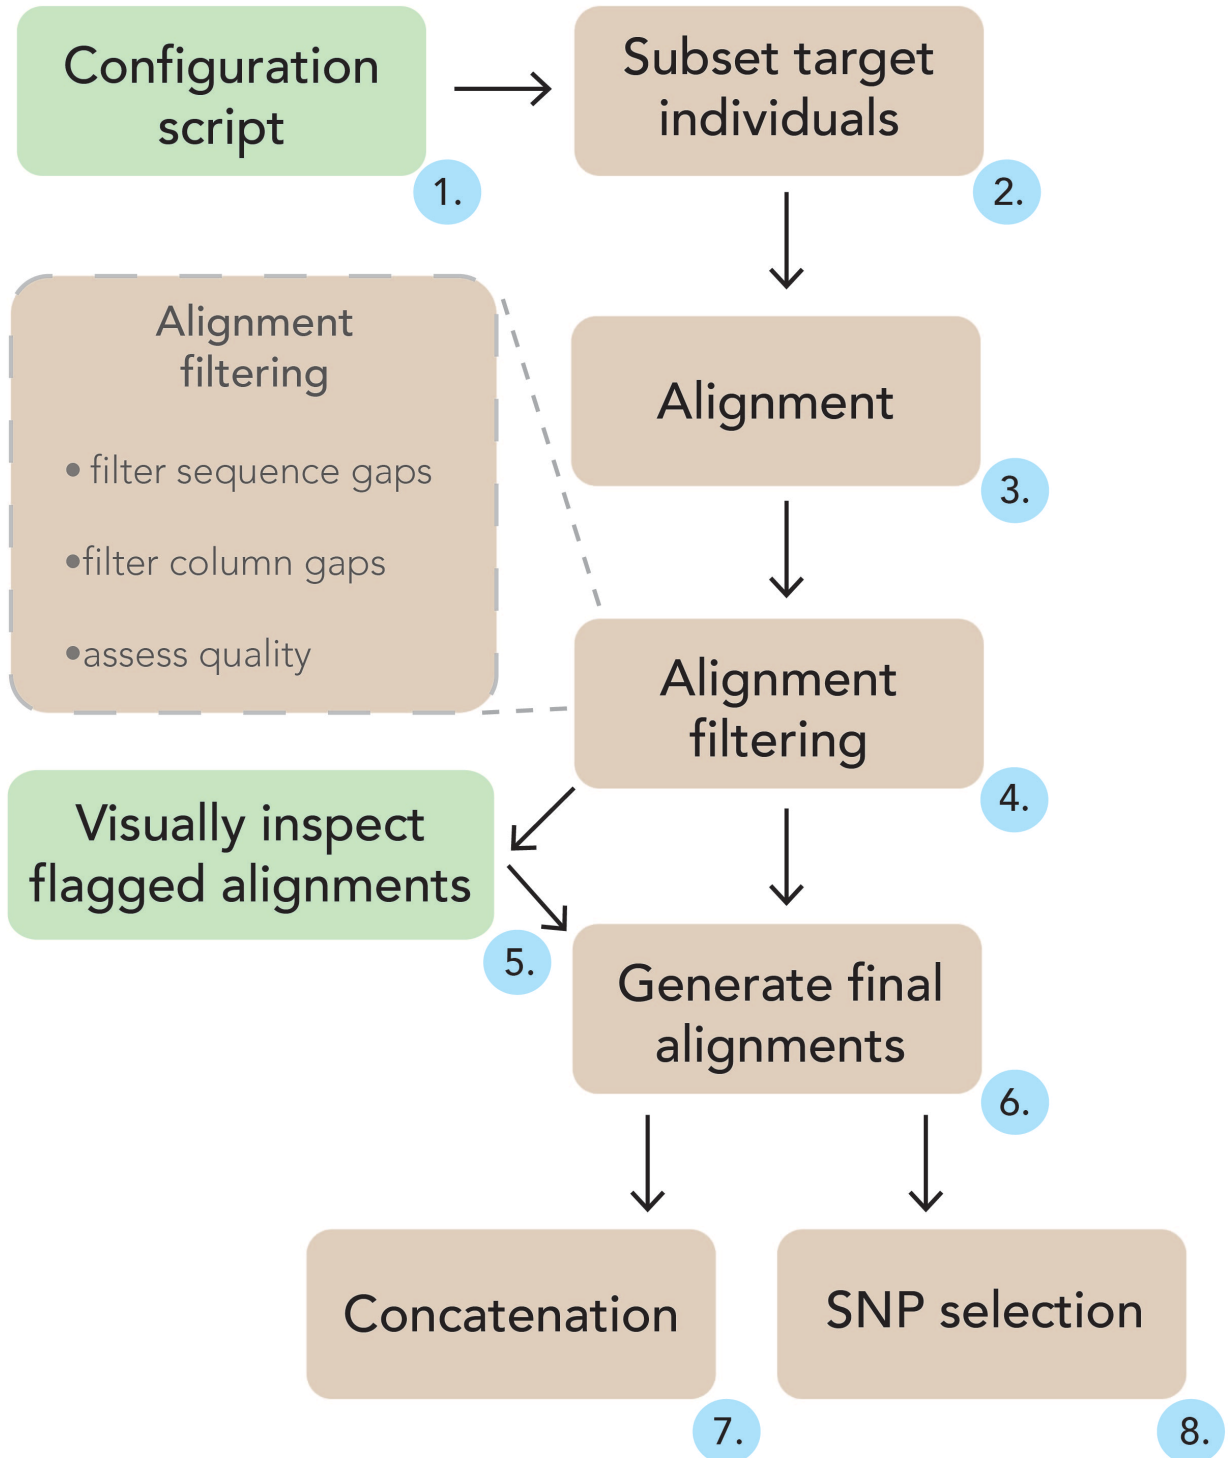 Configuration
script
1.
Subset target
individuals
2.
Alignment
filtering
• filter sequence gaps
•filter column gaps
•assess quality
Alignment
3.
Alignment
filtering
4.
Visually inspect
flagged alignments
5.
Generate final
alignments
6.
Concatenation
7.
SNP selection
8.